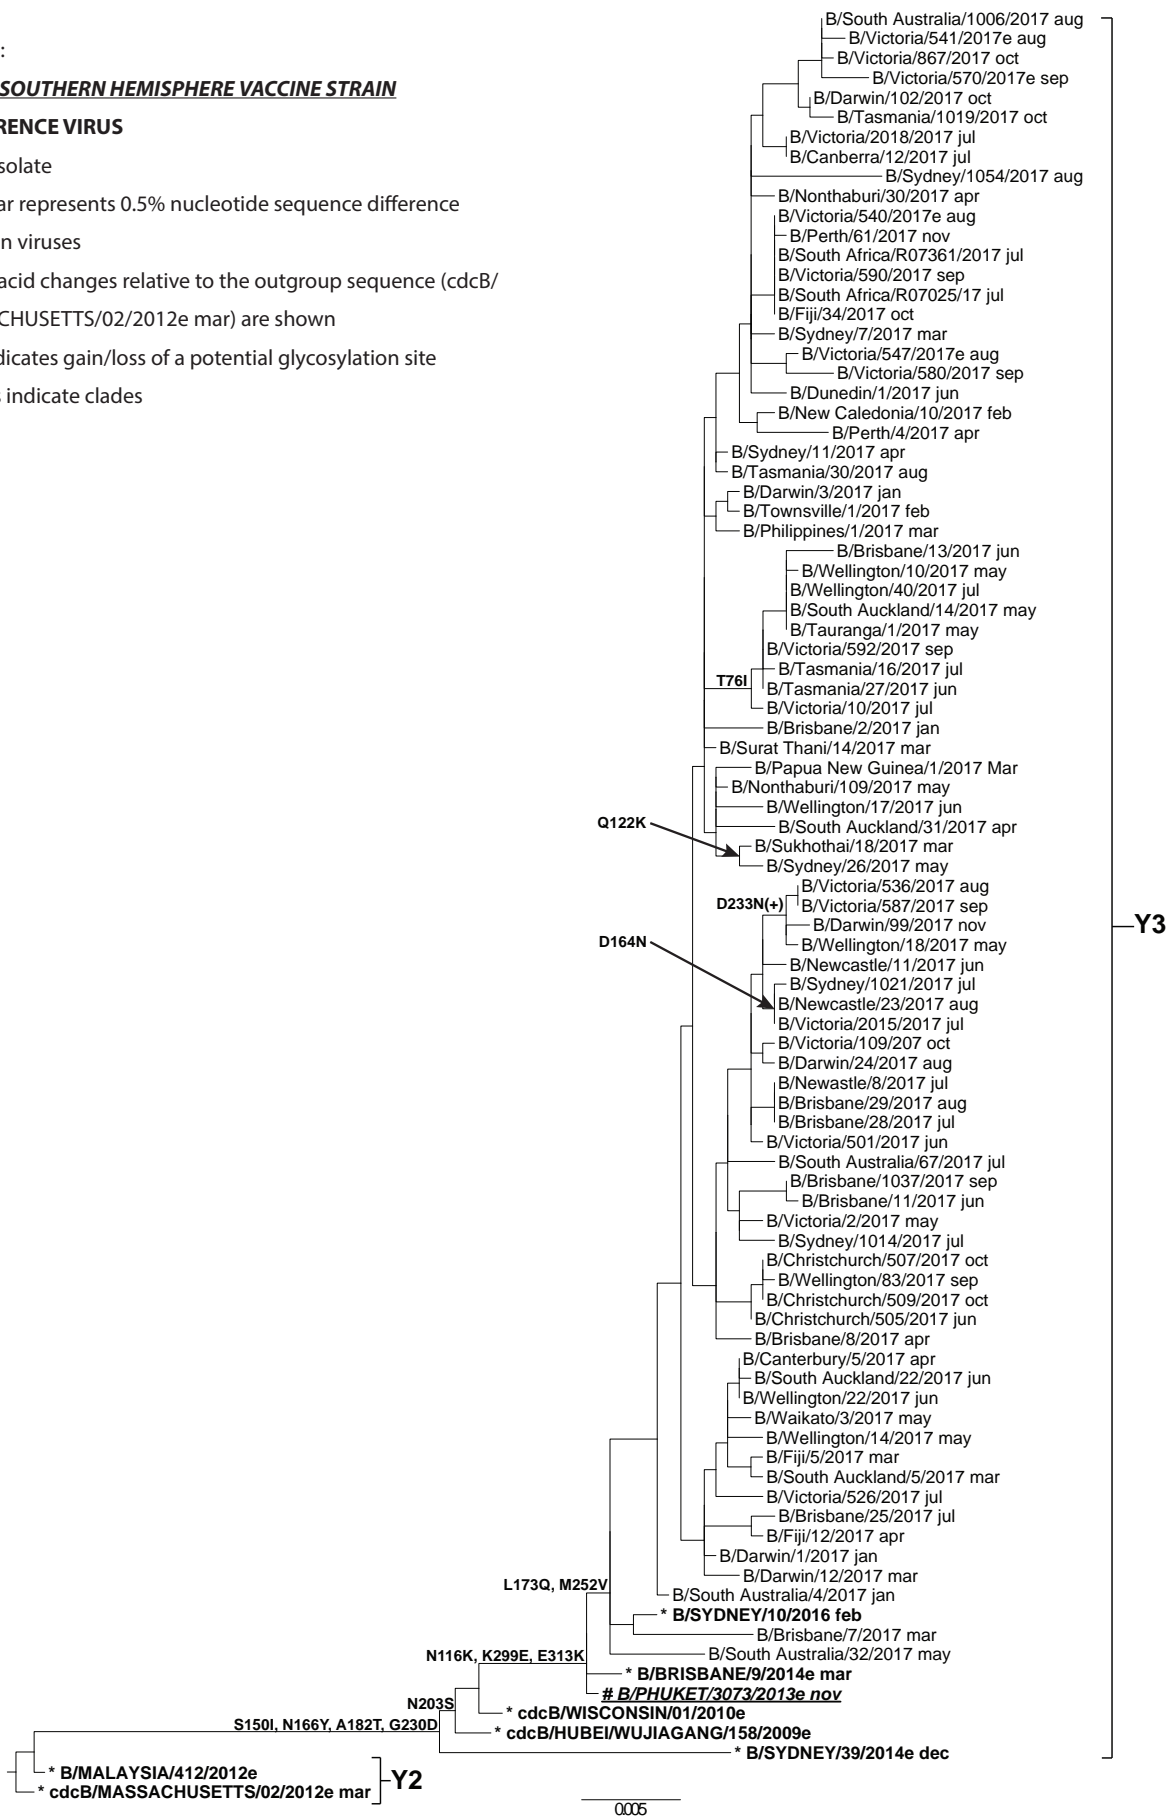 :
SOUTHERN HEMISPHERE VACCINE STRAIN
RENCE VIRUS
solate
ar represents 0.5% nucleotide sequence difference
n viruses
acid changes relative to the outgroup sequence (cdcB/
CHUSETTS/02/2012e mar) are shown
dicates gain/loss of a potential glycosylation site
s indicate clades
B/South Australia/1006/2017 aug
B/Victoria/541/2017e aug
B/Victoria/867/2017 oct
B/Victoria/570/2017e sep
B/Darwin/102/2017 oct
B/Tasmania/1019/2017 oct
B/Victoria/2018/2017 jul
B/Canberra/12/2017 jul
B/Sydney/1054/2017 aug
B/Nonthaburi/30/2017 apr
B/Victoria/540/2017e aug
B/Perth/61/2017 nov
B/South Africa/R07361/2017 jul
B/Victoria/590/2017 sep
B/South Africa/R07025/17 jul
B/Fiji/34/2017 oct
B/Sydney/7/2017 mar
B/Victoria/547/2017e aug
B/Victoria/580/2017 sep
B/Dunedin/1/2017 jun
B/New Caledonia/10/2017 feb
B/Perth/4/2017 apr
B/Sydney/11/2017 apr
B/Tasmania/30/2017 aug
B/Darwin/3/2017 jan
B/Townsville/1/2017 feb
B/Philippines/1/2017 mar
B/Brisbane/13/2017 jun
B/Wellington/10/2017 may
B/Wellington/40/2017 jul
B/South Auckland/14/2017 may
B/Tauranga/1/2017 may
B/Victoria/592/2017 sep
B/Tasmania/16/2017 jul
T76I
B/Tasmania/27/2017 jun
B/Victoria/10/2017 jul
B/Brisbane/2/2017 jan
B/Surat Thani/14/2017 mar
B/Papua New Guinea/1/2017 Mar
B/Nonthaburi/109/2017 may
B/Wellington/17/2017 jun
Q122K
B/South Auckland/31/2017 apr
B/Sukhothai/18/2017 mar
B/Sydney/26/2017 may
B/Victoria/536/2017 aug
D233N(+)
B/Victoria/587/2017 sep
B/Darwin/99/2017 nov
Y3
D164N
B/Wellington/18/2017 may
B/Newcastle/11/2017 jun
B/Sydney/1021/2017 jul
B/Newcastle/23/2017 aug
B/Victoria/2015/2017 jul
B/Victoria/109/207 oct
B/Darwin/24/2017 aug
B/Newastle/8/2017 jul
B/Brisbane/29/2017 aug
B/Brisbane/28/2017 jul
B/Victoria/501/2017 jun
B/South Australia/67/2017 jul
B/Brisbane/1037/2017 sep
B/Brisbane/11/2017 jun
B/Victoria/2/2017 may
B/Sydney/1014/2017 jul
B/Christchurch/507/2017 oct
B/Wellington/83/2017 sep
B/Christchurch/509/2017 oct
B/Christchurch/505/2017 jun
B/Brisbane/8/2017 apr
B/Canterbury/5/2017 apr
B/South Auckland/22/2017 jun
B/Wellington/22/2017 jun
B/Waikato/3/2017 may
B/Wellington/14/2017 may
B/Fiji/5/2017 mar
B/South Auckland/5/2017 mar
B/Victoria/526/2017 jul
B/Brisbane/25/2017 jul
B/Fiji/12/2017 apr
B/Darwin/1/2017 jan
B/Darwin/12/2017 mar
L173Q, M252V
B/South Australia/4/2017 jan
* B/SYDNEY/10/2016 feb
B/Brisbane/7/2017 mar
N116K, K299E, E313K
B/South Australia/32/2017 may
* B/BRISBANE/9/2014e mar
# B/PHUKET/3073/2013e nov
N203S
* cdcB/WISCONSIN/01/2010e
S150I, N166Y, A182T, G230D
* cdcB/HUBEI/WUJIAGANG/158/2009e
* B/SYDNEY/39/2014e dec
* B/MALAYSIA/412/2012e
Y2
* cdcB/MASSACHUSETTS/02/2012e mar
0.005